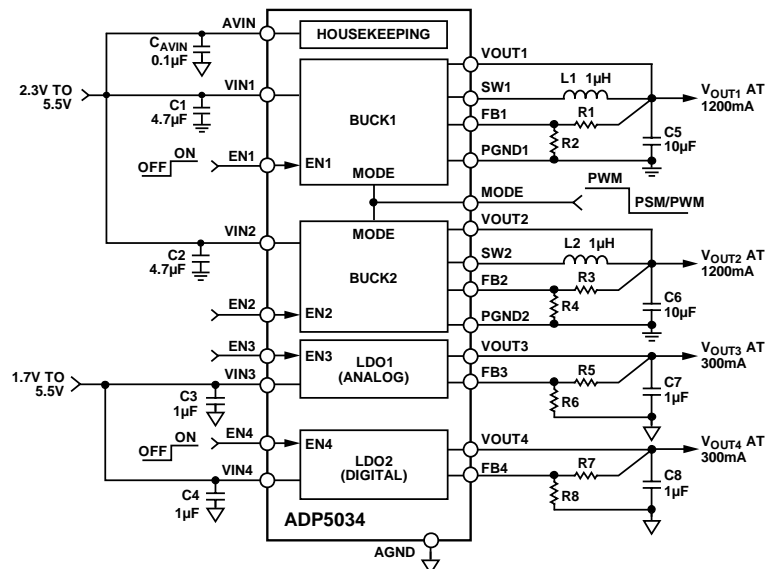 AVIN
HOUSEKEEPING
C AVIN
0.1µF
VOUT1
2.3V TO
5.5V
VIN1
C1
4.7µF
SW1
L1 1µH
VOUT1 AT
1200mA
BUCK1
FB1
R1
R2
C5
10µF
OFF
ON
EN1
EN1
PGND1
MODE
MODE
PWM
PSM/PWM
VIN2
C2
4.7µF
MODE
VOUT2
BUCK2
SW2
L2 1µH
VOUT2 AT
1200mA
FB2
R3
R4
C6
10µF
EN2
EN2
PGND2
EN3
EN3
LDO1
(ANALOG)
VOUT3
VOUT3 AT
300mA
1.7V TO
5.5V
VIN3
C3
1µF
FB3
R5
R6
C7
1µF
OFF
ON
EN4
EN4
LDO2
(DIGITAL)
VOUT4
VOUT4 AT
300mA
VIN4
C4
1µF
FB4
R7
R8
C8
1µF
ADP5034
AGND